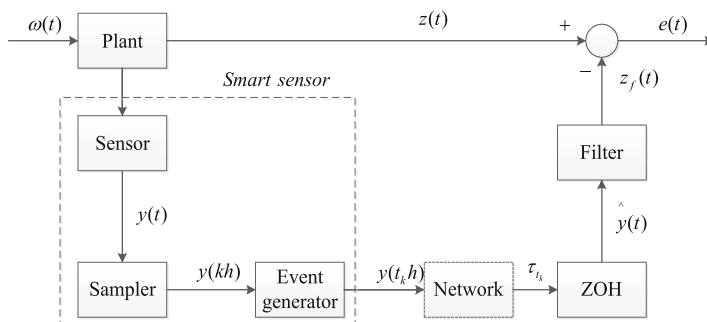 ω(t)
Plant
z(t)
+
e(t)
−
z_f(t)
Smart sensor
Sensor
Filter
y(t)
ŷ(t)
Sampler
y(kh)
Event
generator
y(t_k h)
Network
τ_{t_k}
ZOH